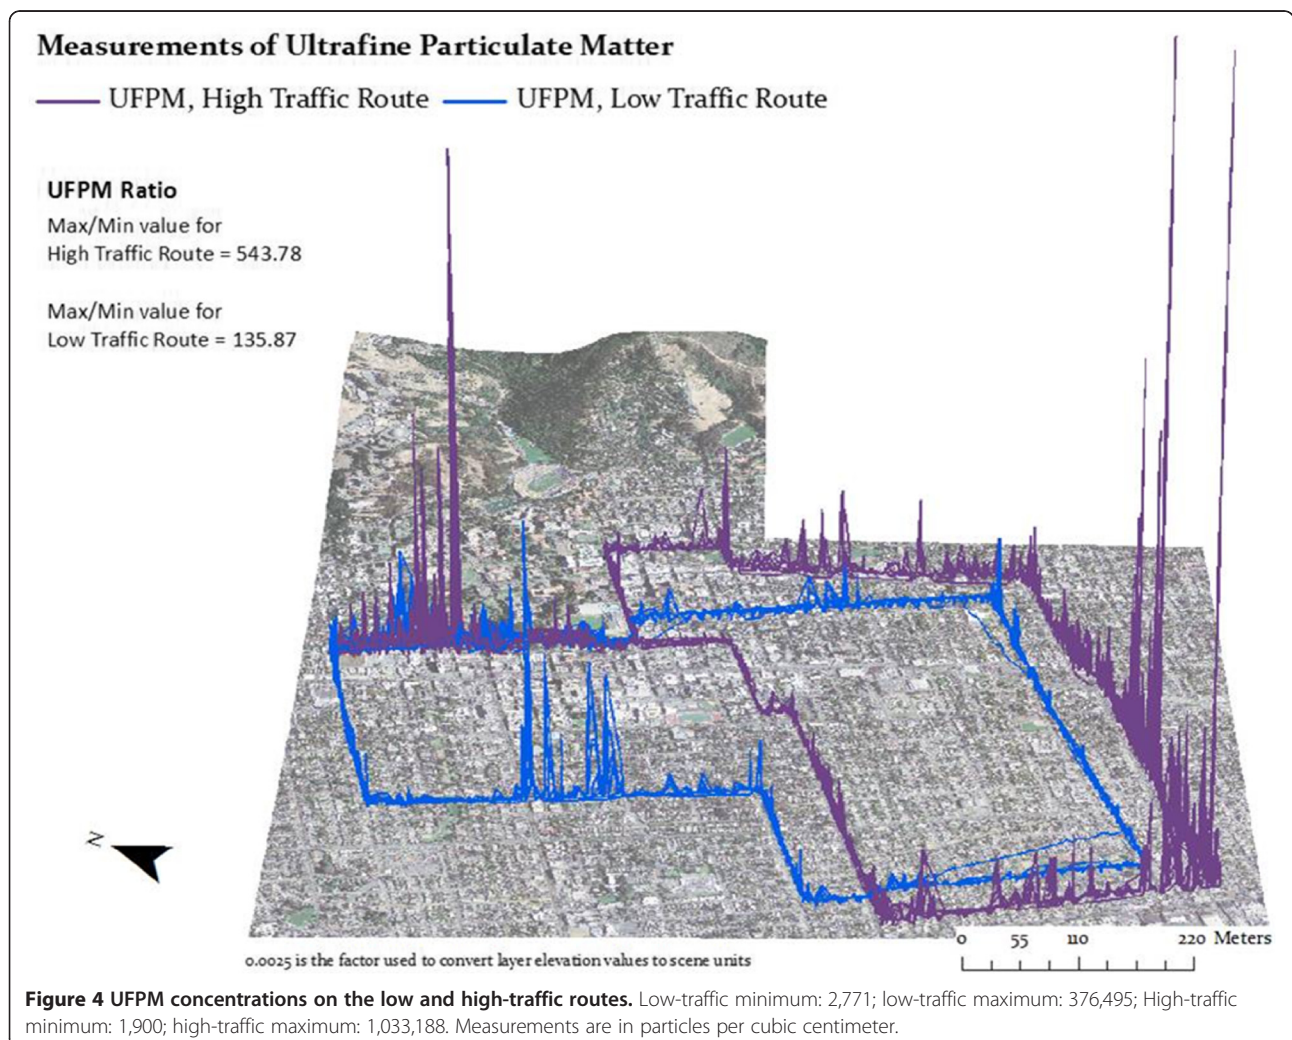 Measurements of Ultrafine Particulate Matter
UFPM, High Traffic Route UFPM, Low Traffic Route
UFPM Ratio
Max/Min value for
High Traffic Route = 543.78
Max/Min value for
Low Traffic Route = 135.87
N
0 55 110 220 Meters
0.0025 is the factor used to convert layer elevation values to scene units
Figure 4 UFPM concentrations on the low and high-traffic routes. Low-traffic minimum: 2,771; low-traffic maximum: 376,495; High-traffic
minimum: 1,900; high-traffic maximum: 1,033,188. Measurements are in particles per cubic centimeter.